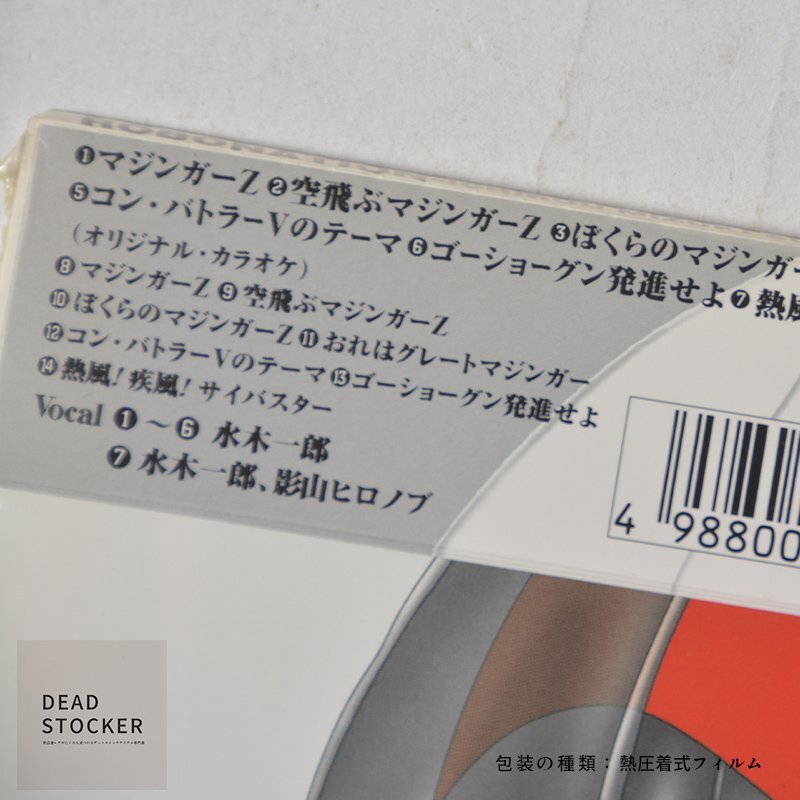 ❶マジンガーZ ❷空飛ぶマジンガーZ ❸ぼくらのマジンガー
❺コン・バトラーVのテーマ ❻ゴーショーグン発進せよ ❼熱風
(オリジナル・カラオケ)
❽マジンガーZ ❾空飛ぶマジンガーZ
❿ぼくらのマジンガーZ ⓫おれはグレートマジンガー
⓬コン・バトラーVのテーマ ⓭ゴーショーグン発進せよ
⓮熱風!疾風!サイバスター
Vocal ❶〜❻ 水木一郎
❼水木一郎、影山ヒロノブ
4 98800
DEAD
STOCKER
包装の種類：熱圧着式フィルム